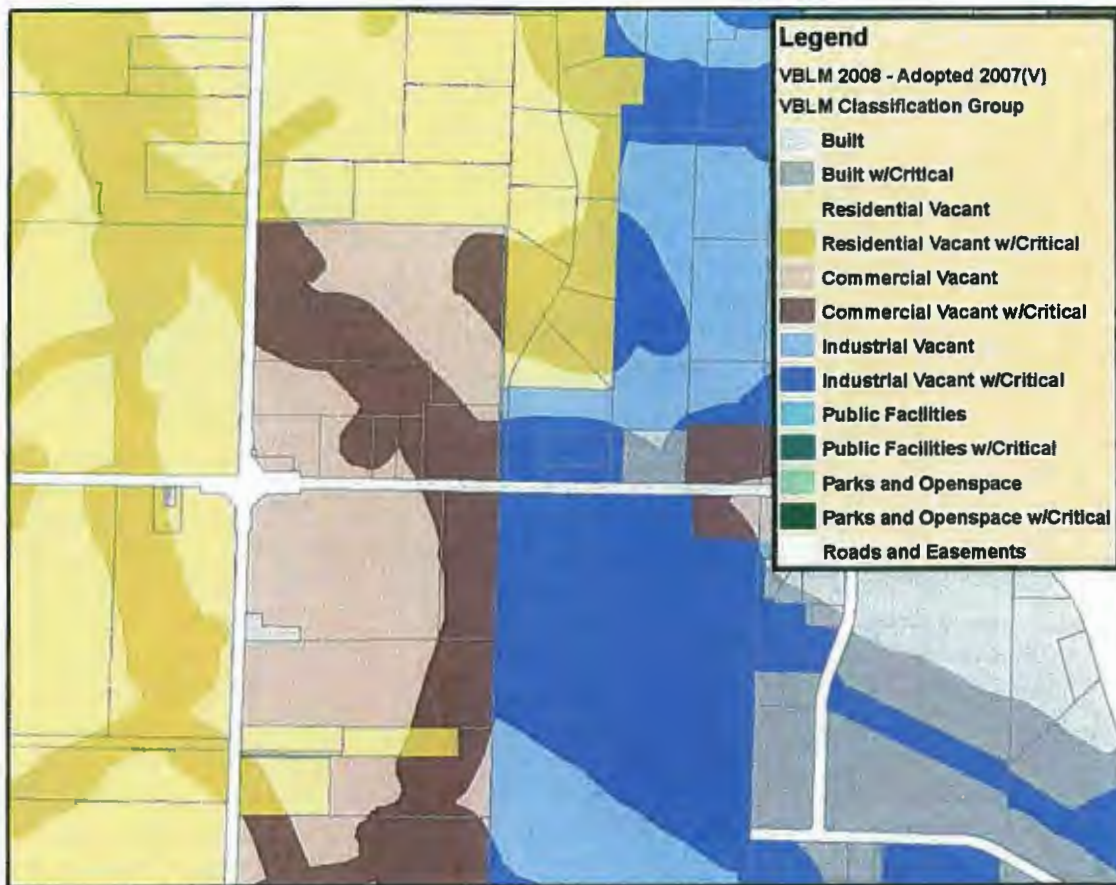 Legend
VBLM 2008 - Adopted 2007(V)
VBLM Classification Group
Built
Built w/Critical
Residential Vacant
Residential Vacant w/Critical
Commercial Vacant
Commercial Vacant w/Critical
Industrial Vacant
Industrial Vacant w/Critical
Public Facilities
Public Facilities w/Critical
Parks and Openspace
Parks and Openspace w/Critical
Roads and Easements